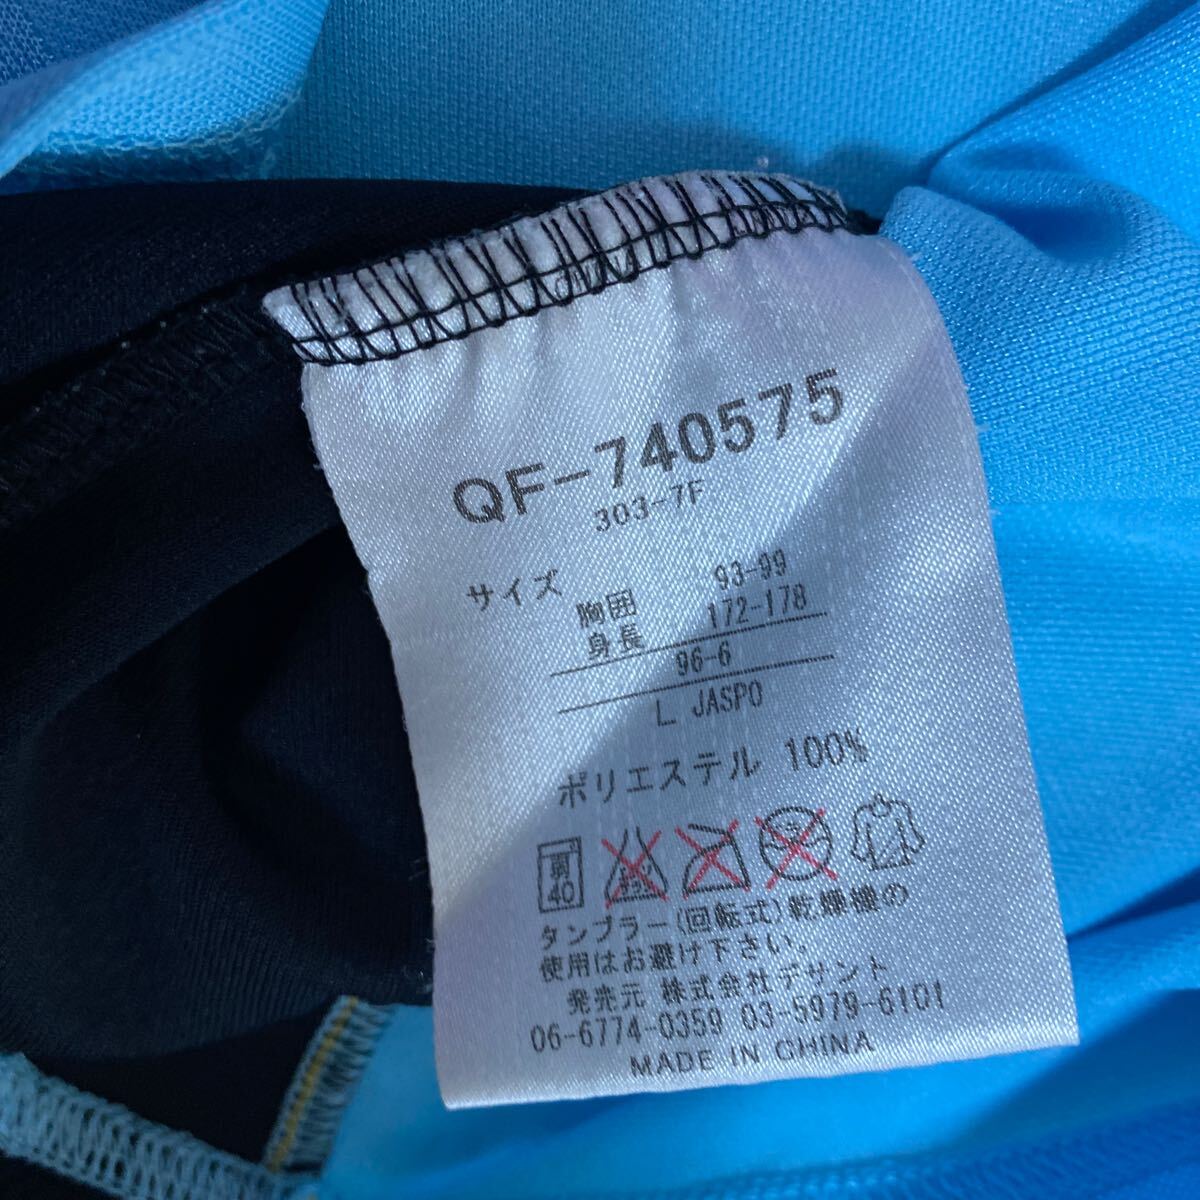 QF-740575
303-7F
サイズ
胸囲 93-99
身長 172-178
96-6
L JASPO
ポリエステル 100%
弱
40
タンブラー(回転式)乾燥機の
使用はお避け下さい。
発売元 株式会社デサント
06-6774-0359 03-5979-6101
MADE IN CHINA